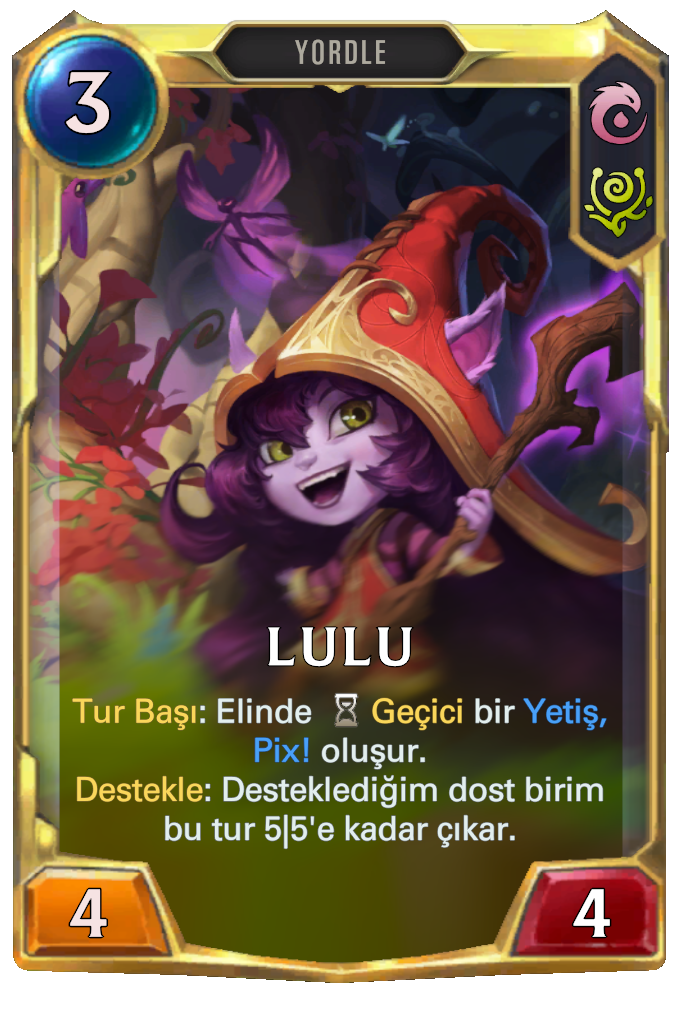 YORDLE
3
LULU
Tur Başı: Elinde Geçici bir Yetiş,
Pix! oluşur.
Destekle: Desteklediğim dost birim
bu tur 5|5'e kadar çıkar.
4
4